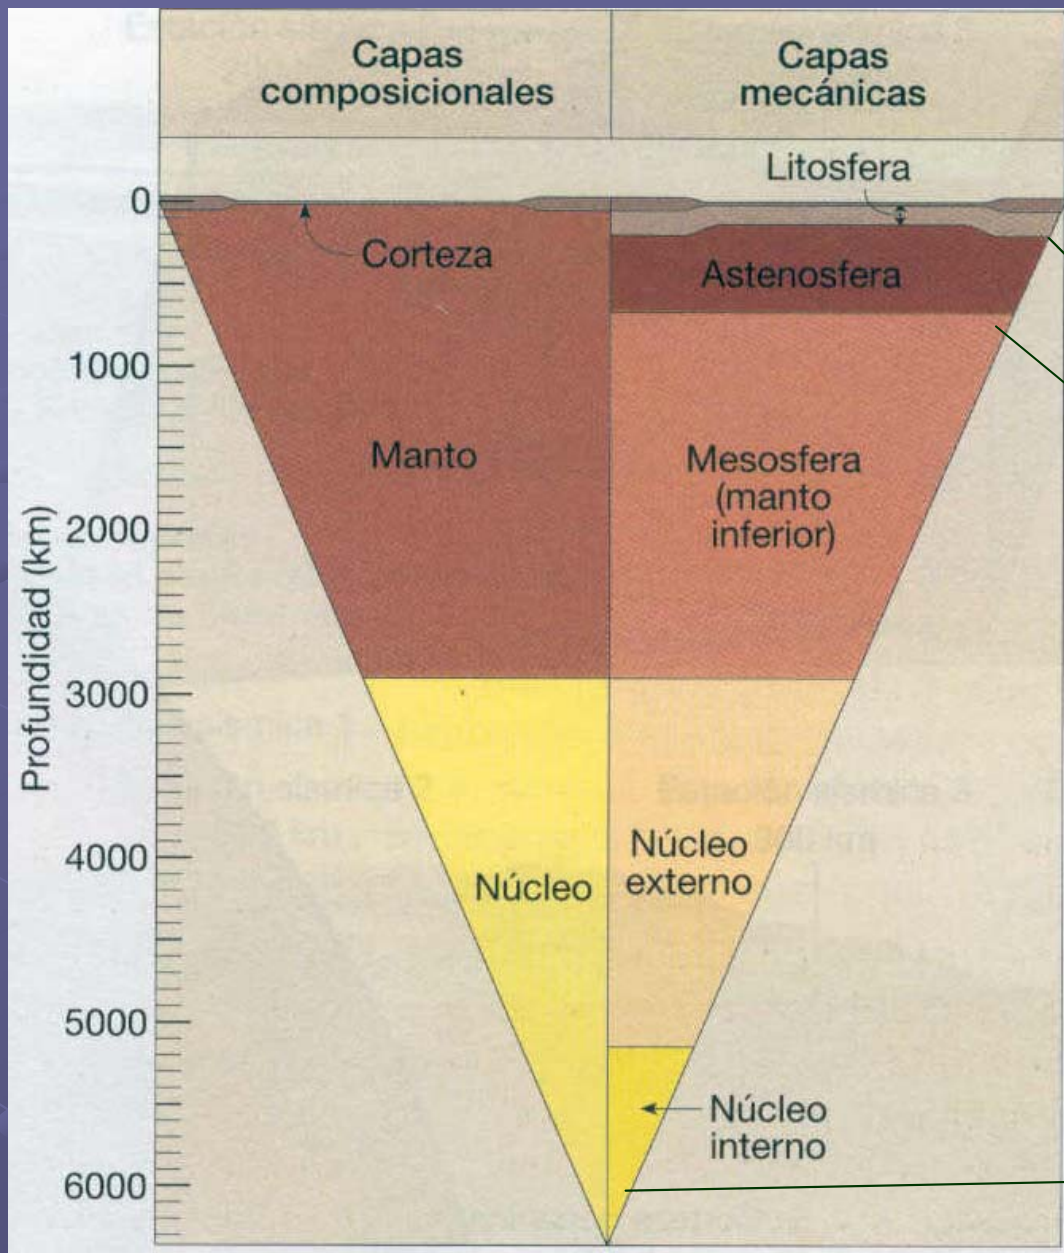 Capas
composicionales
Capas
mecánicas
Litosfera
0
Corteza
Astenosfera
1000
Manto
Mesosfera
(manto
inferior)
2000
Profundidad (km)
3000
Núcleo
externo
4000
Núcleo
5000
Núcleo
interno
6000